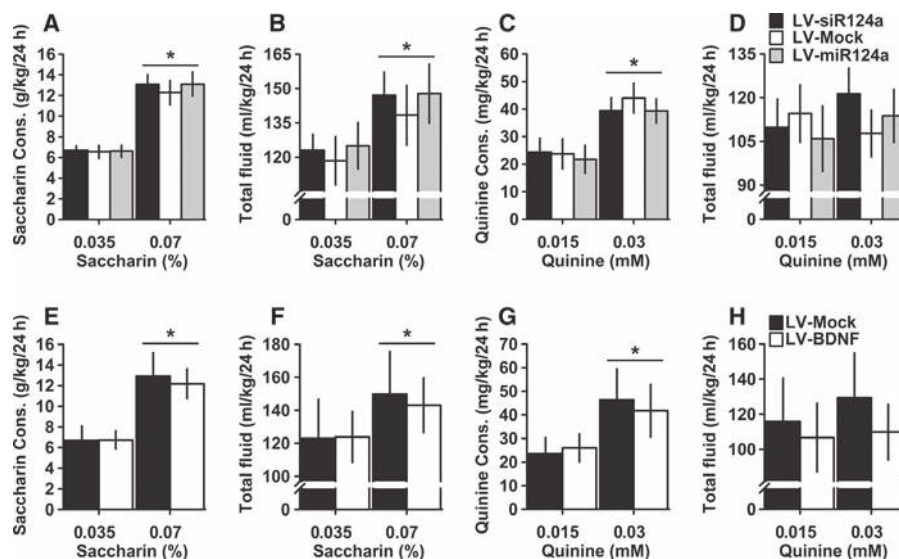 A
Saccharin Cons. (g/kg/24 h)
16
14
12
10
8
6
4
2
0
*
0.035 0.07
Saccharin (%)
B
Total fluid (ml/kg/24 h)
165
150
135
120
0
*
0.035 0.07
Saccharin (%)
C
Quinine Cons. (mg/kg/24 h)
60
50
40
30
20
10
0
*
0.015 0.03
Quinine (mM)
D
LV-siR124a
LV-Mock
LV-miR124a
Total fluid (ml/kg/24 h)
135
120
105
90
0
0.015 0.03
Quinine (mM)
E
Saccharin Cons. (g/kg/24 h)
16
14
12
10
8
6
4
2
0
*
0.035 0.07
Saccharin (%)
F
Total fluid (ml/kg/24 h)
180
160
140
120
100
0
*
0.035 0.07
Saccharin (%)
G
Quinine Cons. (mg/kg/24 h)
70
60
50
40
30
20
10
0
*
0.015 0.03
Quinine (mM)
H
LV-Mock
LV-BDNF
Total fluid (ml/kg/24 h)
160
140
120
100
0
0.015 0.03
Quinine (mM)